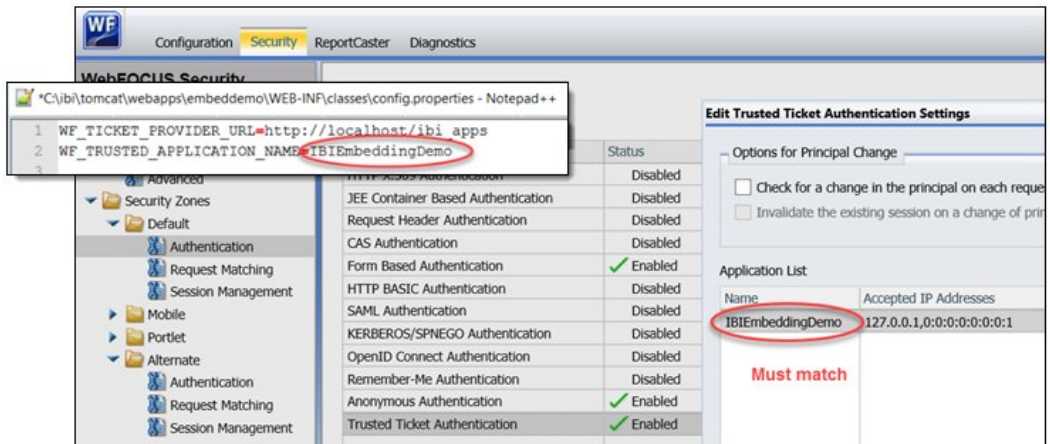 WF
Configuration Security ReportCaster Diagnostics
WebFOCUS Security
*C:\ibi\tomcat\webapps\embeddemo\WEB-INF\classes\config.properties - Notepad++
1 WF_TICKET_PROVIDER_URL=http://localhost/ibi_apps
2 WF_TRUSTED_APPLICATION_NAME=IBIEmbeddingDemo
3
Advanced
Security Zones
Default
Authentication
Request Matching
Session Management
Mobile
Portlet
Alternate
Authentication
Request Matching
Session Management
Status
HTTP X.509 Authentication Disabled
JEE Container Based Authentication Disabled
Request Header Authentication Disabled
CAS Authentication Disabled
Form Based Authentication Enabled
HTTP BASIC Authentication Disabled
SAML Authentication Disabled
KERBEROS/SPNEGO Authentication Disabled
OpenID Connect Authentication Disabled
Remember-Me Authentication Disabled
Anonymous Authentication Enabled
Trusted Ticket Authentication Enabled
Edit Trusted Ticket Authentication Settings
Options for Principal Change
Check for a change in the principal on each reque
Invalidate the existing session on a change of prin
Application List
Name Accepted IP Addresses
IBIEmbeddingDemo 127.0.0.1,0:0:0:0:0:0:0:1
Must match